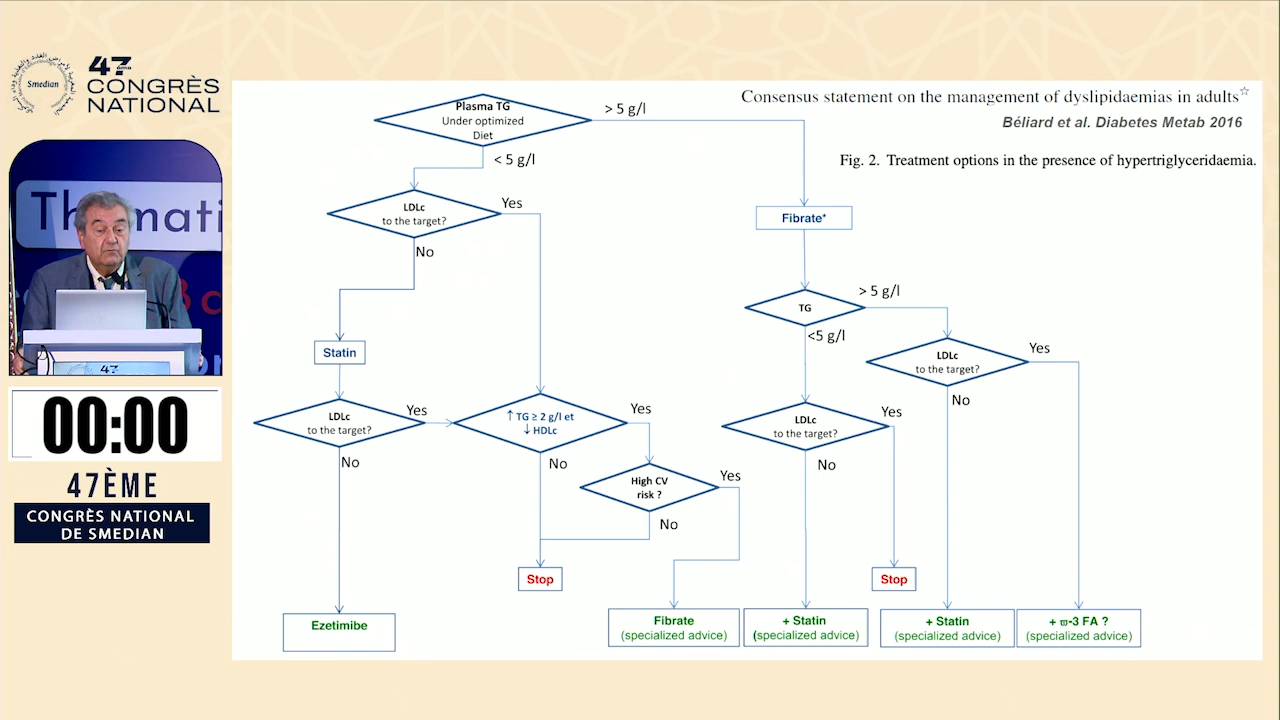 Smedian
47ème
CONGRÈS
NATIONAL
Consensus statement on the management of dyslipidaemias in adults☆
Béliard et al. Diabetes Metab 2016
Fig. 2. Treatment options in the presence of hypertriglyceridaemia.
Plasma TG
Under optimized
Diet
> 5 g/l
< 5 g/l
LDLc
to the target?
Yes
No
Fibrate*
TG
> 5 g/l
<5 g/l
Statin
LDLc
to the target?
Yes
No
LDLc
to the target?
Yes
No
↑ TG ≥ 2 g/l et
↓ HDLc
Yes
No
LDLc
to the target?
Yes
No
High CV
risk ?
Yes
No
Stop
Stop
Ezetimibe
Fibrate
(specialized advice)
+ Statin
(specialized advice)
+ Statin
(specialized advice)
+ ϖ-3 FA ?
(specialized advice)
47
00:00
47ÈME
CONGRÈS NATIONAL
DE SMEDIAN